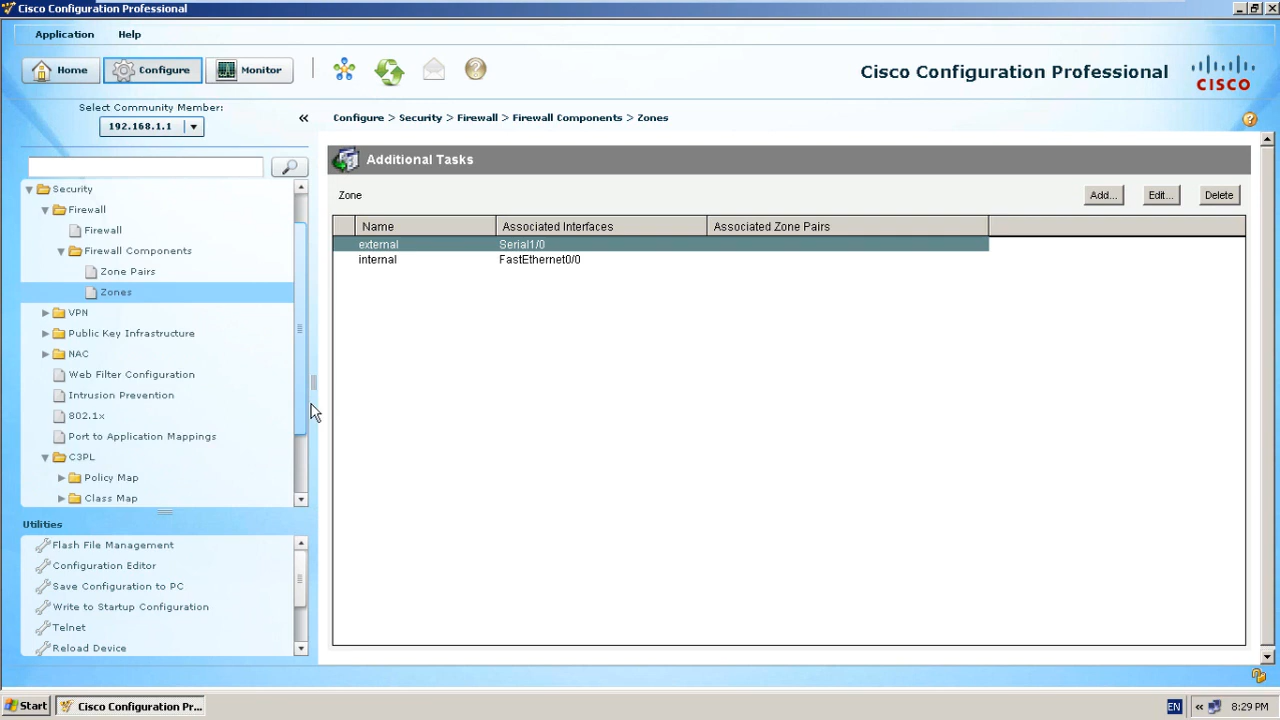 Cisco Configuration Professional
Application Help
Home Configure Monitor
Cisco Configuration Professional
CISCO
Select Community Member:
192.168.1.1
«
Configure > Security > Firewall > Firewall Components > Zones
Additional Tasks
Zone
Add... Edit... Delete
Name Associated Interfaces Associated Zone Pairs
external Serial1/0
internal FastEthernet0/0
Security
Firewall
Firewall
Firewall Components
Zone Pairs
Zones
VPN
Public Key Infrastructure
NAC
Web Filter Configuration
Intrusion Prevention
802.1x
Port to Application Mappings
C3PL
Policy Map
Class Map
Utilities
Flash File Management
Configuration Editor
Save Configuration to PC
Write to Startup Configuration
Telnet
Reload Device
Start Cisco Configuration Pr... EN « 8:29 PM